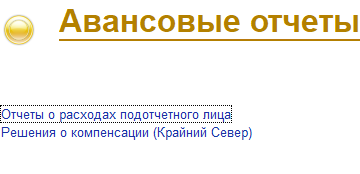 Авансовые отчеты
Отчеты о расходах подотчетного лица
Решения о компенсации (Крайний Север)